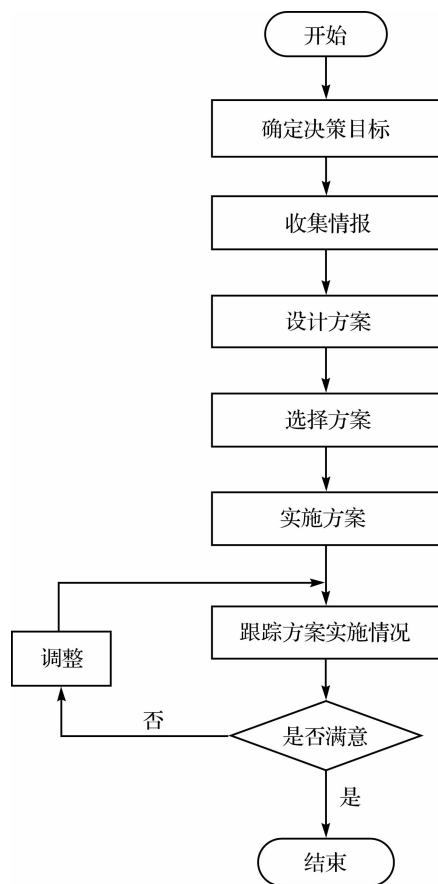 开始
确定决策目标
收集情报
设计方案
选择方案
实施方案
跟踪方案实施情况
调整
否
是否满意
是
结束